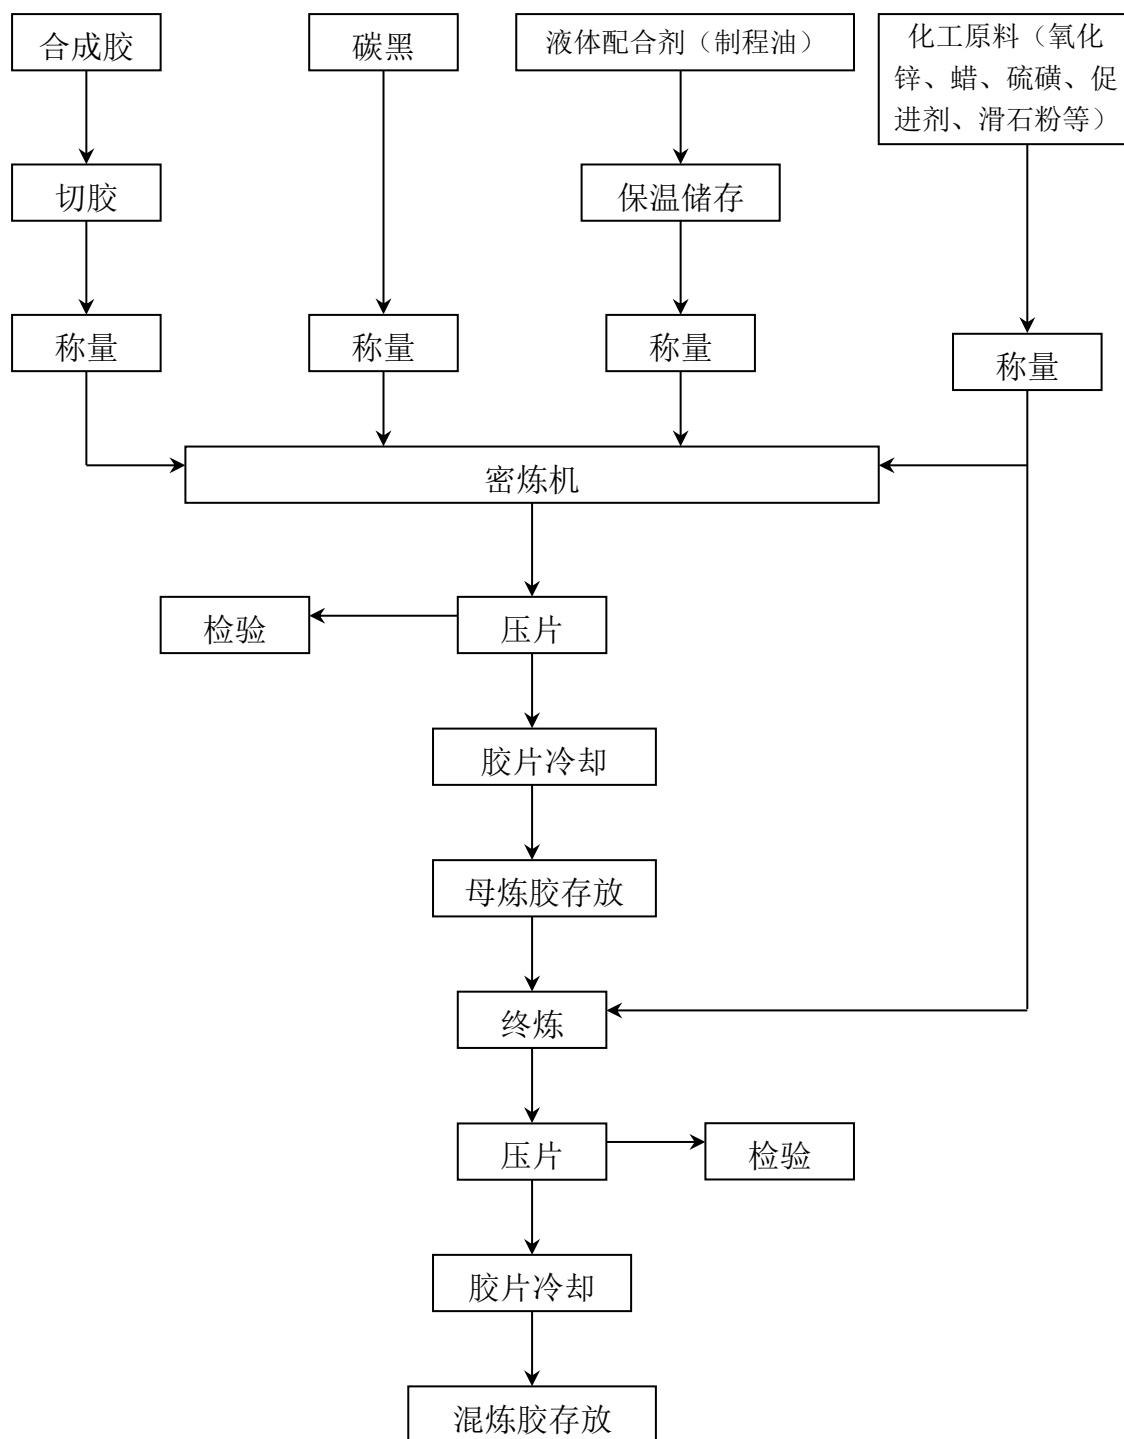 合成胶
碳黑
液体配合剂（制程油）
化工原料（氧化
锌、蜡、硫磺、促
进剂、滑石粉等）
切胶
保温储存
称量
称量
称量
称量
密炼机
检验
压片
胶片冷却
母炼胶存放
终炼
压片
检验
胶片冷却
混炼胶存放